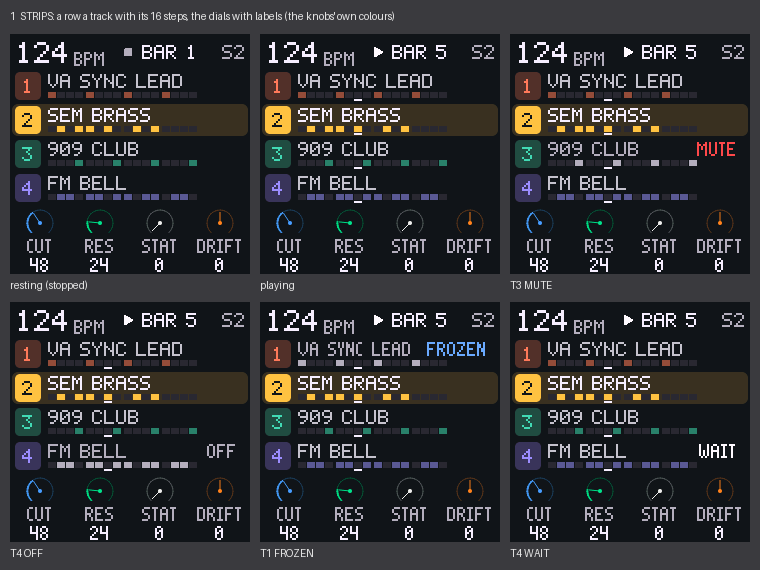 1 STRIPS: a row a track with its 16 steps, the dials with labels (the knobs' own colours)
124 BPM BAR 1 S2
1 VA SYNC LEAD
2 SEM BRASS
3 909 CLUB
4 FM BELL
CUT RES STAT DRIFT
48 24 0 0
resting (stopped)
124 BPM BAR 5 S2
1 VA SYNC LEAD
2 SEM BRASS
3 909 CLUB
4 FM BELL
CUT RES STAT DRIFT
48 24 0 0
playing
124 BPM BAR 5 S2
1 VA SYNC LEAD
2 SEM BRASS
3 909 CLUB MUTE
4 FM BELL
CUT RES STAT DRIFT
48 24 0 0
T3 MUTE
124 BPM BAR 5 S2
1 VA SYNC LEAD
2 SEM BRASS
3 909 CLUB
4 FM BELL OFF
CUT RES STAT DRIFT
48 24 0 0
T4 OFF
124 BPM BAR 5 S2
1 VA SYNC LEAD FROZEN
2 SEM BRASS
3 909 CLUB
4 FM BELL
CUT RES STAT DRIFT
48 24 0 0
T1 FROZEN
124 BPM BAR 5 S2
1 VA SYNC LEAD
2 SEM BRASS
3 909 CLUB
4 FM BELL WAIT
CUT RES STAT DRIFT
48 24 0 0
T4 WAIT